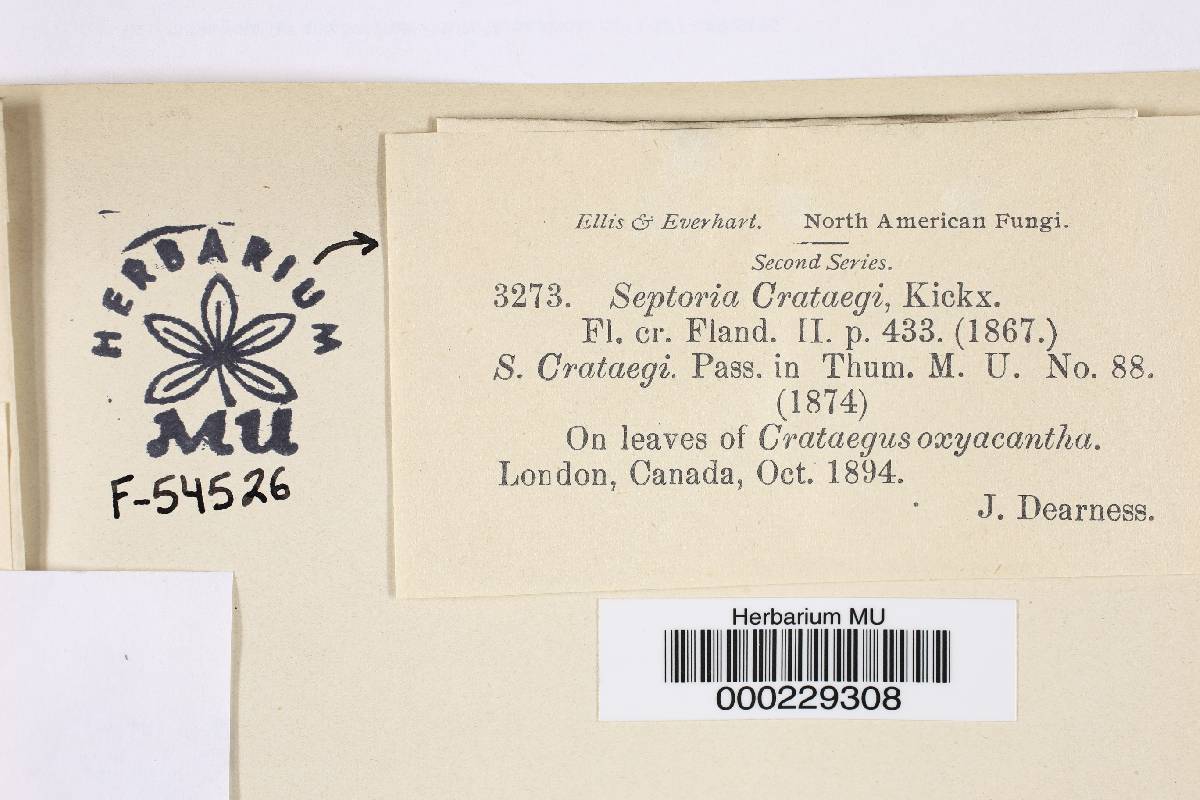 HERBARIUM
MU
F-54526
Ellis & Everhart. North American Fungi.
Second Series.
3273. Septoria Crataegi, Kickx.
Fl. cr. Fland. II. p. 433. (1867.)
S. Crataegi. Pass. in Thum. M. U. No. 88.
(1874)
On leaves of Crataegus oxyacantha.
London, Canada, Oct. 1894.
J. Dearness.
Herbarium MU
000229308